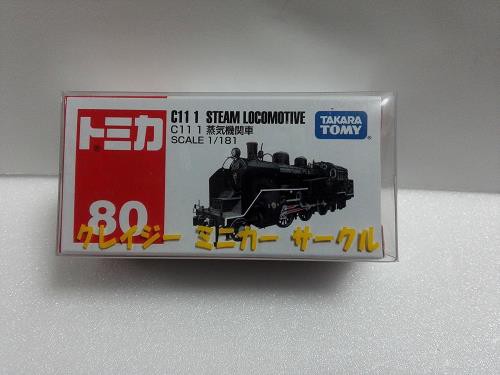 トミカ
80
C11 1 STEAM LOCOMOTIVE
C11 1 蒸気機関車
SCALE 1/181
TAKARA
TOMY
クレイジー ミニカー サークル